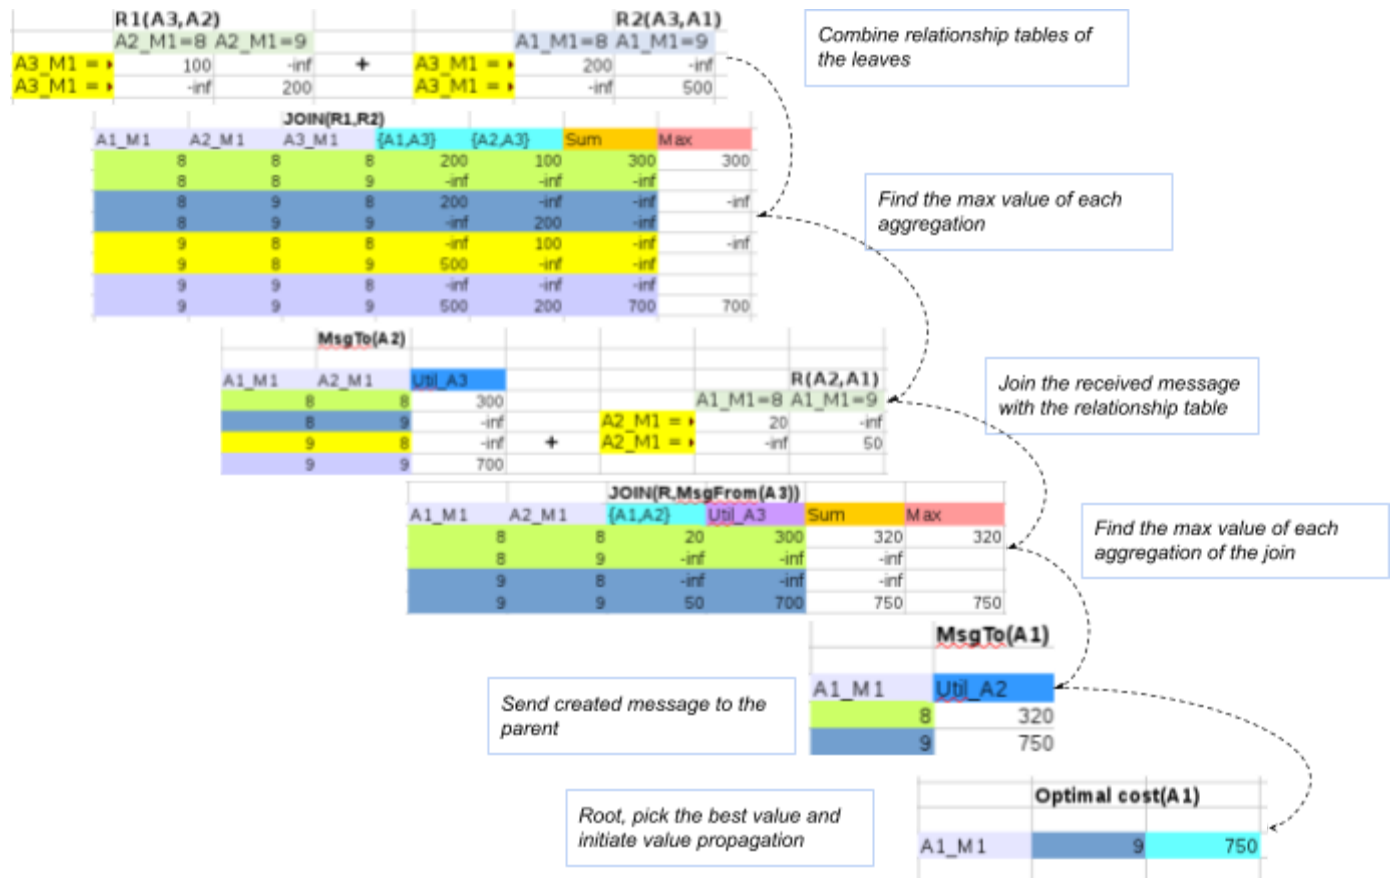 R1(A3,A2) R2(A3,A1)
A2_M1=8 A2_M1=9 A1_M1=8 A1_M1=9
A3_M1 = 100 -inf + A3_M1 = 200 -inf
A3_M1 = -inf 200 A3_M1 = -inf 500
Combine relationship tables of
the leaves
JOIN(R1,R2)
A1_M1 A2_M1 A3_M1 {A1,A3} {A2,A3} Sum Max
8 8 8 200 100 300 300
8 8 9 -inf -inf -inf
8 9 8 200 -inf -inf -inf
8 9 9 -inf 200 -inf
9 8 8 -inf 100 -inf -inf
9 8 9 500 -inf -inf
9 9 8 -inf -inf -inf
9 9 9 500 200 700 700
Find the max value of each
aggregation
MsgTo(A2)
A1_M1 A2_M1 Util_A3
8 8 300
8 9 -inf
9 8 -inf
9 9 700
+
R(A2,A1)
A1_M1=8 A1_M1=9
A2_M1 = 20 -inf
A2_M1 = -inf 50
Join the received message
with the relationship table
JOIN(R,MsgFrom(A3))
A1_M1 A2_M1 {A1,A2} Util_A3 Sum Max
8 8 20 300 320 320
8 9 -inf -inf -inf
9 8 -inf -inf -inf
9 9 50 700 750 750
Find the max value of each
aggregation of the join
MsgTo(A1)
A1_M1 Util_A2
8 320
9 750
Send created message to the
parent
Optimal cost(A1)
A1_M1 9 750
Root, pick the best value and
initiate value propagation